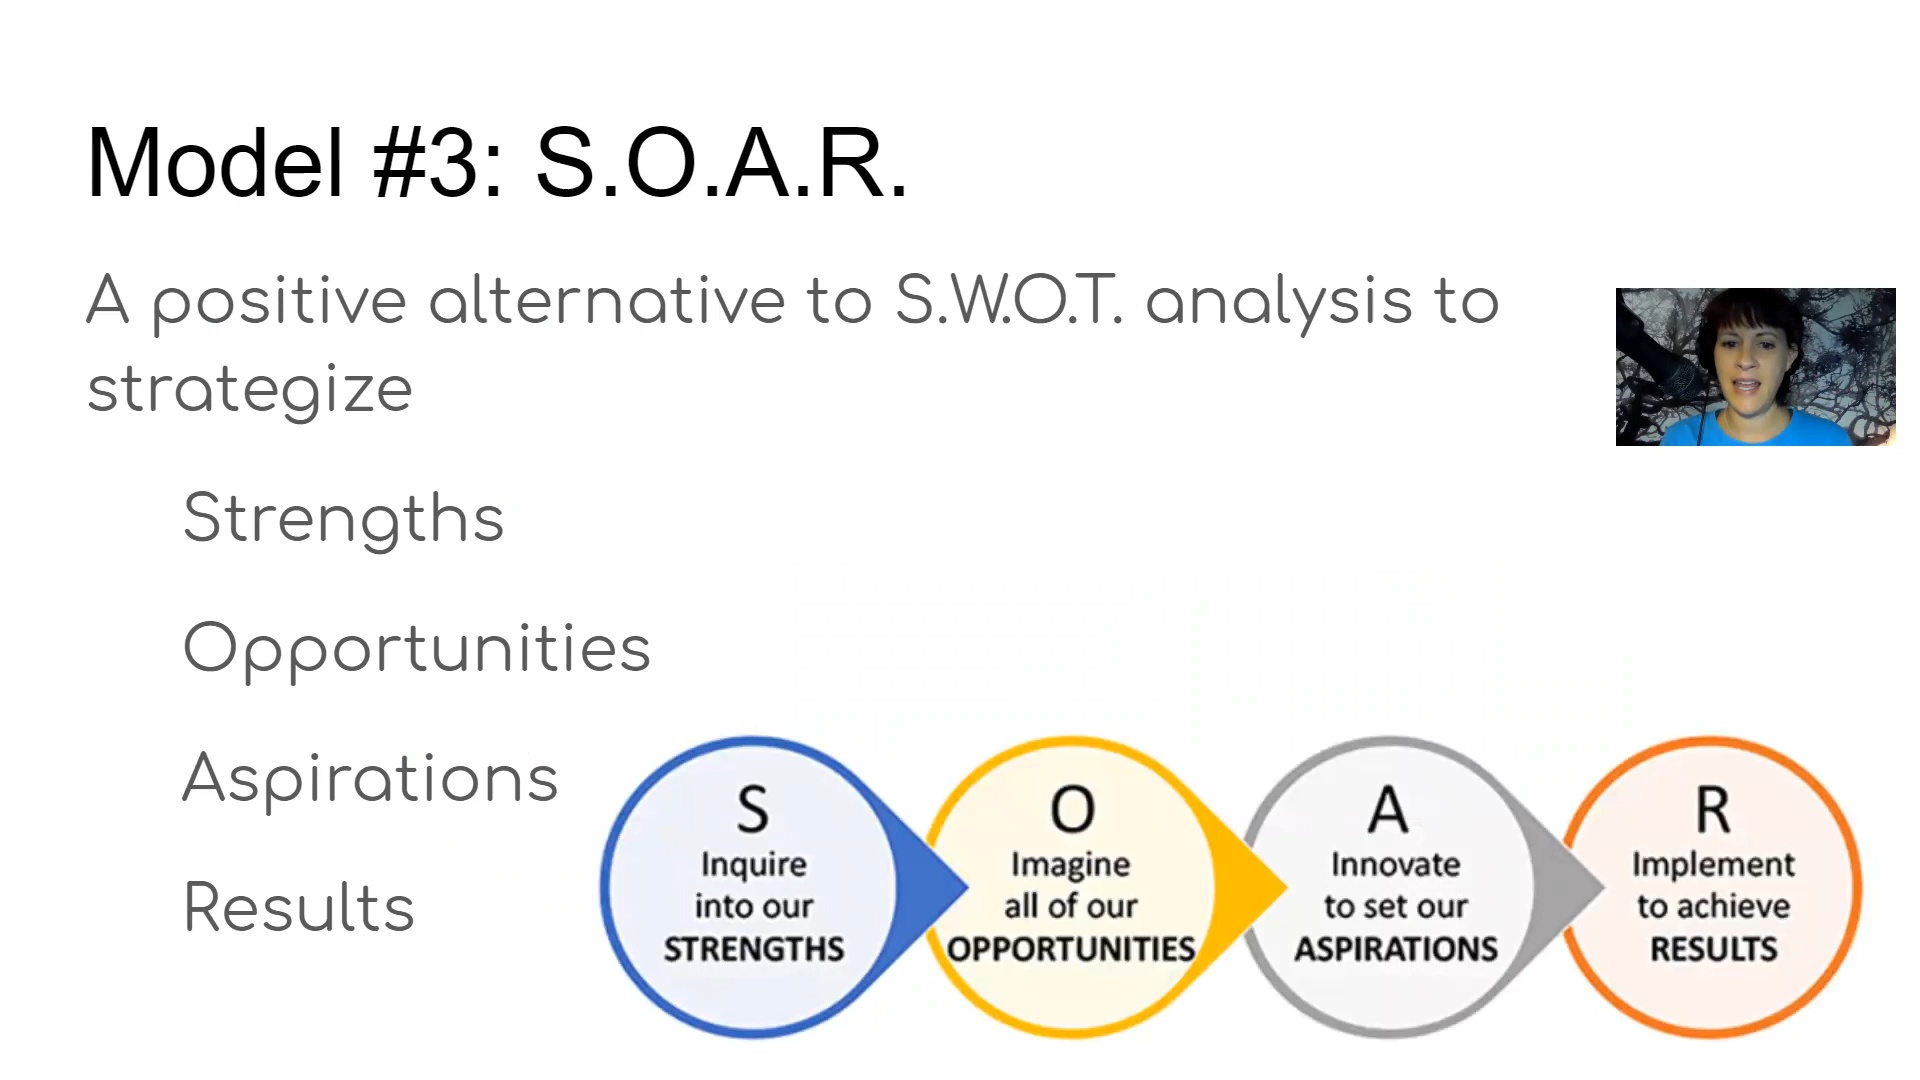 Model #3: S.O.A.R.
A positive alternative to S.W.O.T. analysis to
strategize
Strengths
Opportunities
Aspirations
Results
S
Inquire
into our
STRENGTHS
O
Imagine
all of our
OPPORTUNITIES
A
Innovate
to set our
ASPIRATIONS
R
Implement
to achieve
RESULTS